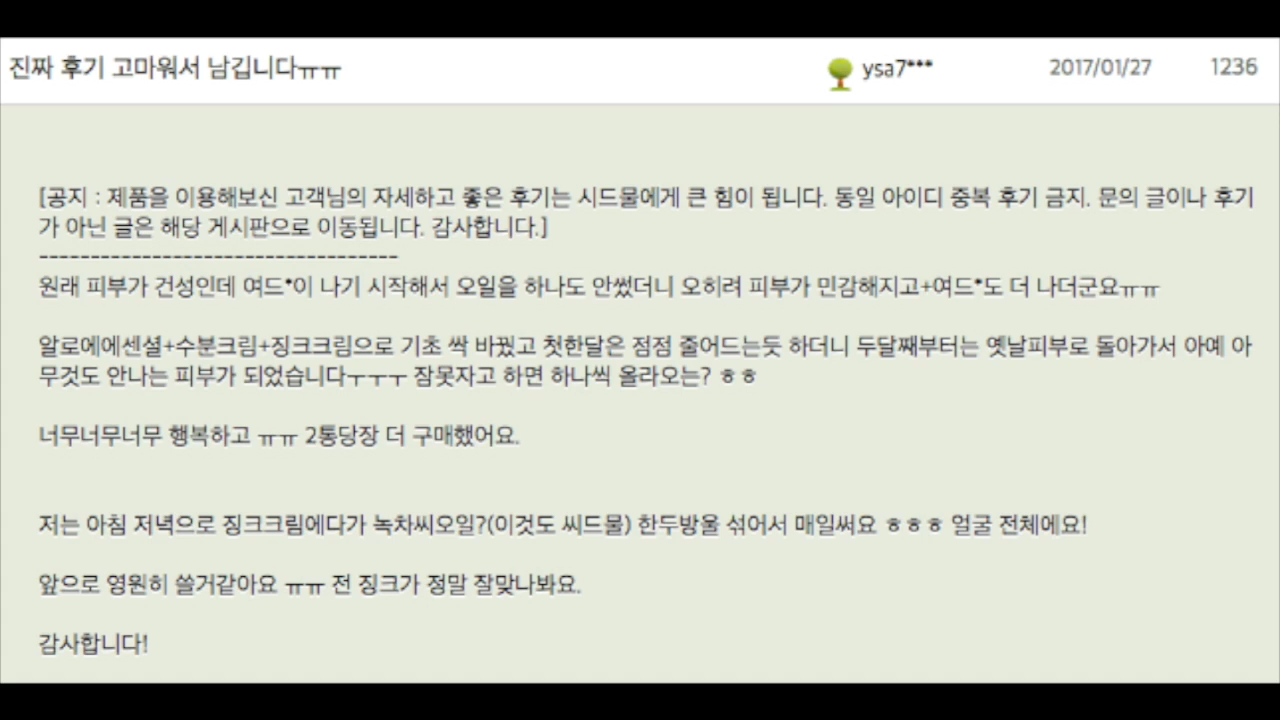 진짜 후기 고마워서 남깁니다ㅠㅠ ysa7*** 2017/01/27 1236
[공지 : 제품을 이용해보신 고객님의 자세하고 좋은 후기는 시드물에게 큰 힘이 됩니다. 동일 아이디 중복 후기 금지. 문의 글이나 후기
가 아닌 글은 해당 게시판으로 이동됩니다. 감사합니다.]
-----------------------------------
원래 피부가 건성인데 여드*이 나기 시작해서 오일을 하나도 안썼더니 오히려 피부가 민감해지고+여드*도 더 나더군요ㅠㅠ
알로에에센셜+수분크림+징크크림으로 기초 싹 바꿨고 첫한달은 점점 줄어드는듯 하더니 두달째부터는 옛날피부로 돌아가서 아예 아
무것도 안나는 피부가 되었습니다ㅜㅜㅜ 잠못자고 하면 하나씩 올라오는? ㅎㅎ
너무너무너무 행복하고 ㅠㅠ 2통당장 더 구매했어요.
저는 아침 저녁으로 징크크림에다가 녹차씨오일?(이것도 씨드물) 한두방울 섞어서 매일써요 ㅎㅎㅎ 얼굴 전체에요!
앞으로 영원히 쓸거같아요 ㅠㅠ 전 징크가 정말 잘맞나봐요.
감사합니다!